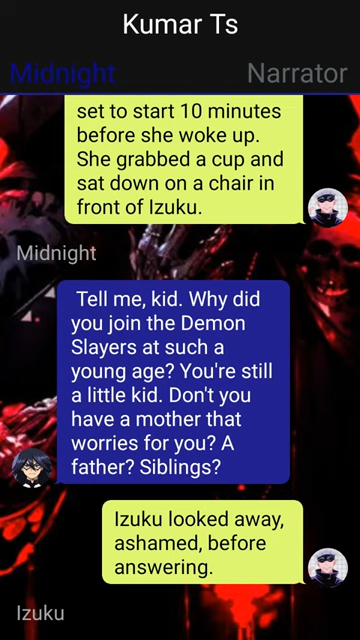 Kumar Ts
Midnight
Narrator
set to start 10 minutes
before she woke up.
She grabbed a cup and
sat down on a chair in
front of Izuku.
Midnight
Tell me, kid. Why did
you join the Demon
Slayers at such a
young age? You're still
a little kid. Don't you
have a mother that
worries for you? A
father? Siblings?
Izuku looked away,
ashamed, before
answering.
Izuku